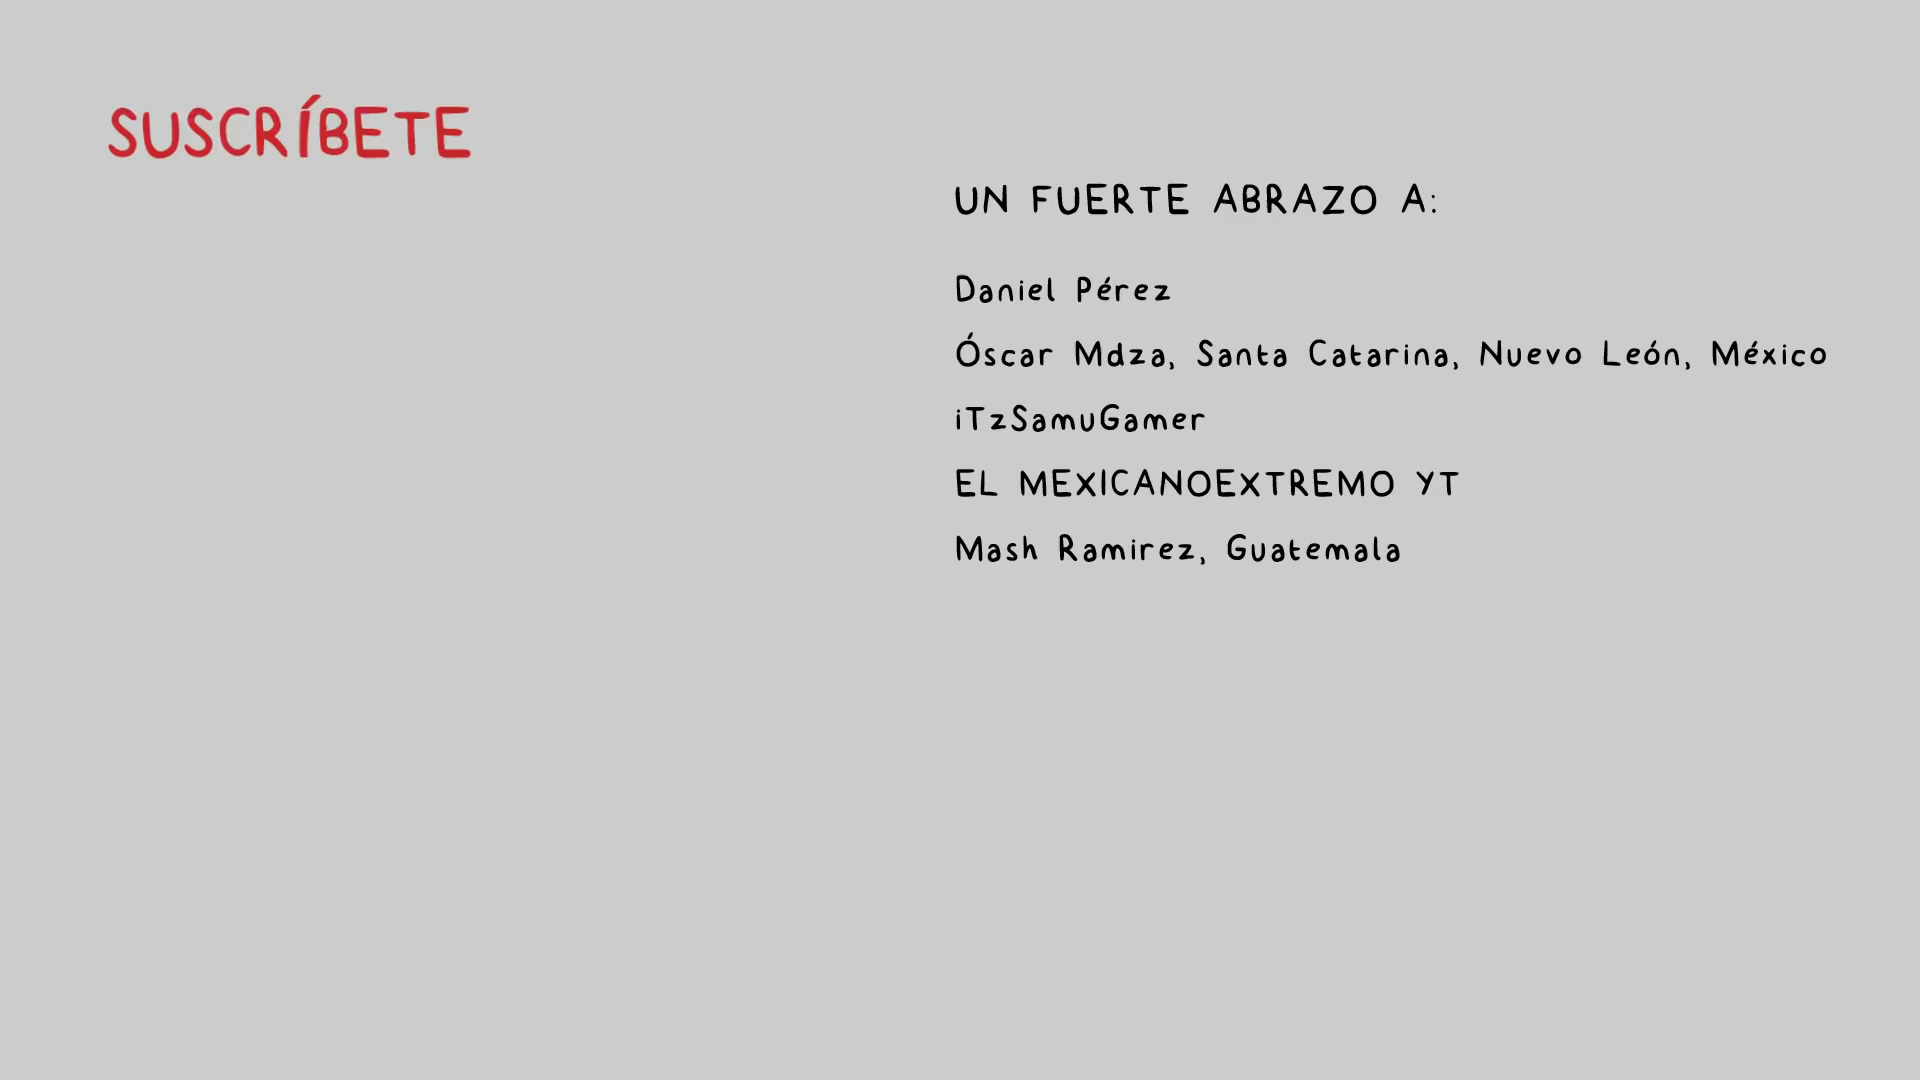 SUSCRÍBETE
UN FUERTE ABRAZO A:
Daniel Pérez
Óscar Mdza, Santa Catarina, Nuevo León, México
iTzSamuGamer
EL MEXICANOEXTREMO YT
Mash Ramirez, Guatemala